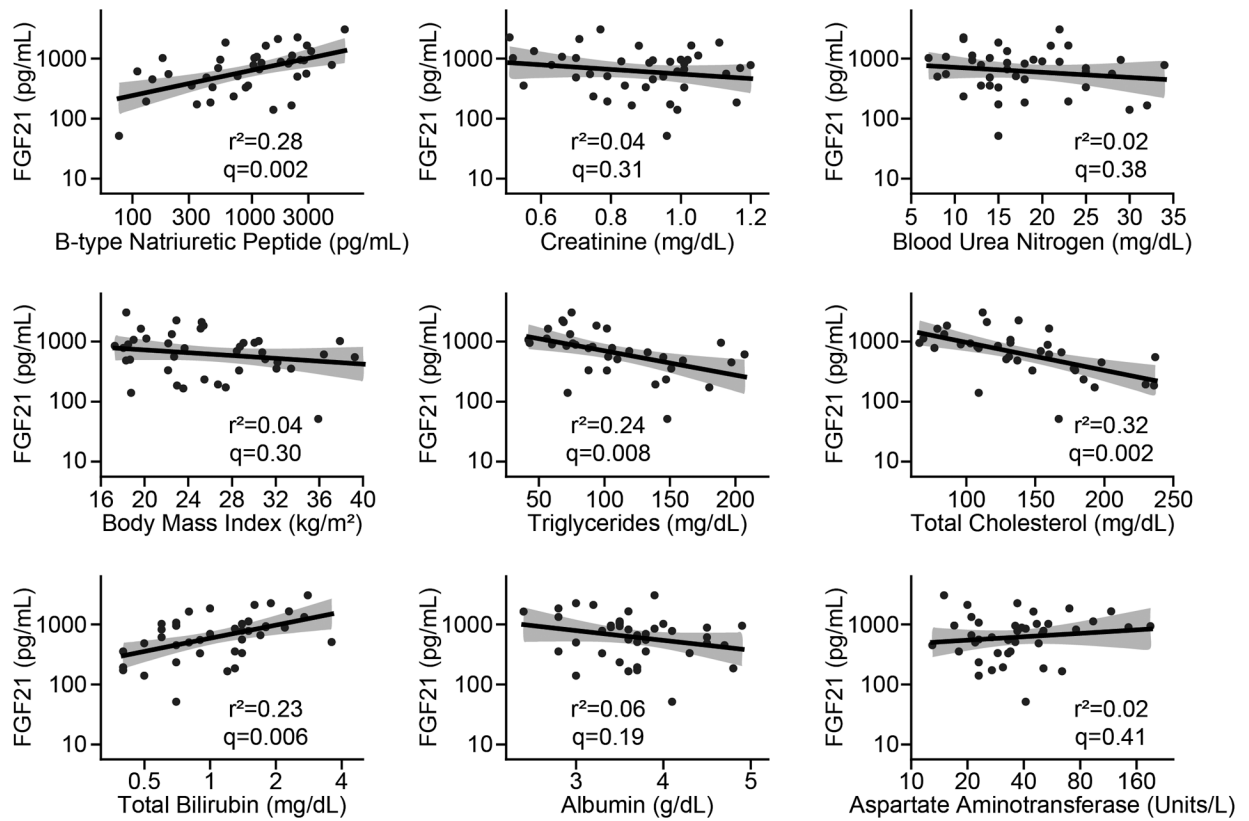 FGF21 (pg/mL)
1000
100
10
r²=0.28
q=0.002
100 300 1000 3000
B-type Natriuretic Peptide (pg/mL)
FGF21 (pg/mL)
1000
100
10
r²=0.04
q=0.31
0.6 0.8 1.0 1.2
Creatinine (mg/dL)
FGF21 (pg/mL)
1000
100
10
r²=0.02
q=0.38
5 10 15 20 25 30 35
Blood Urea Nitrogen (mg/dL)
FGF21 (pg/mL)
1000
100
10
r²=0.04
q=0.30
16 20 24 28 32 36 40
Body Mass Index (kg/m²)
FGF21 (pg/mL)
1000
100
10
r²=0.24
q=0.008
50 100 150 200
Triglycerides (mg/dL)
FGF21 (pg/mL)
1000
100
10
r²=0.32
q=0.002
100 150 200 250
Total Cholesterol (mg/dL)
FGF21 (pg/mL)
1000
100
10
r²=0.23
q=0.006
0.5 1 2 4
Total Bilirubin (mg/dL)
FGF21 (pg/mL)
1000
100
10
r²=0.06
q=0.19
3 4 5
Albumin (g/dL)
FGF21 (pg/mL)
1000
100
10
r²=0.02
q=0.41
10 20 40 80 160
Aspartate Aminotransferase (Units/L)